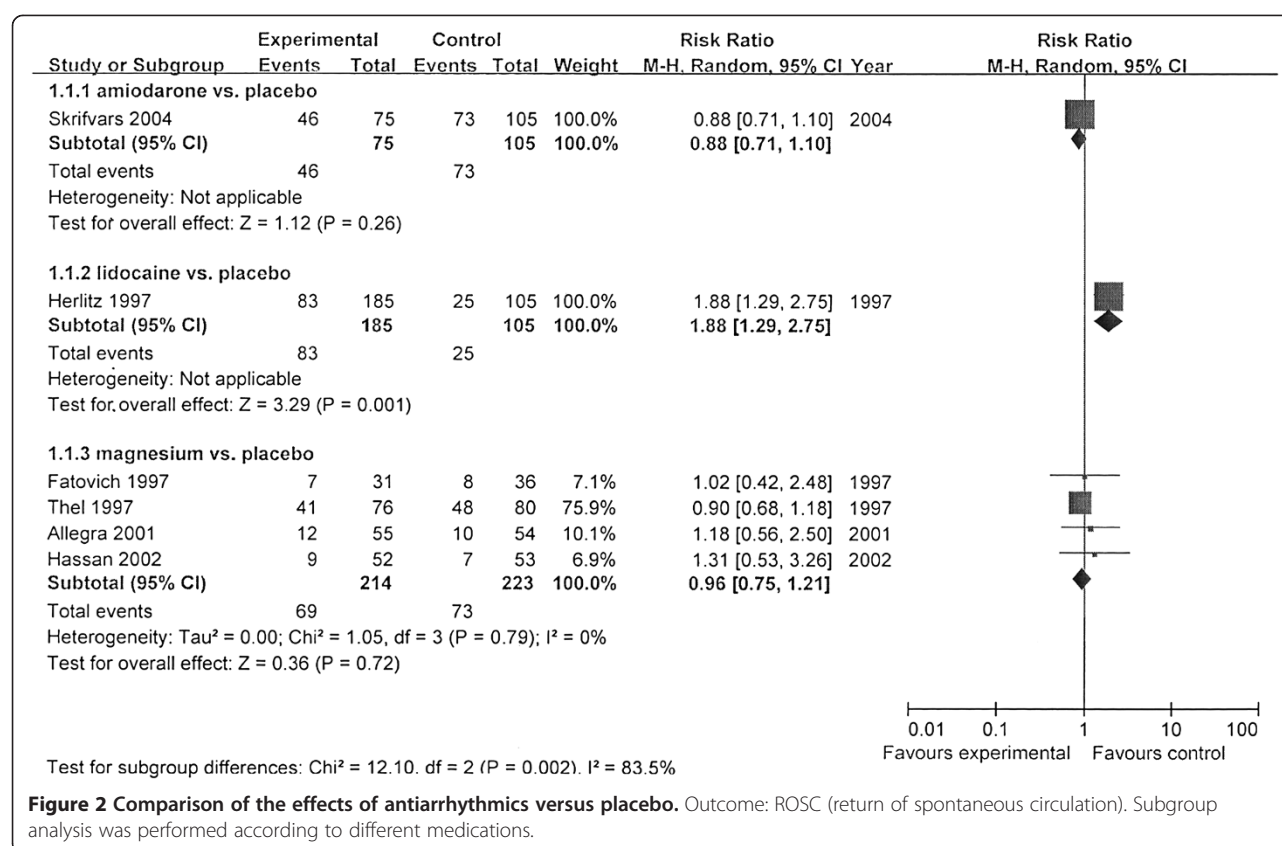 Experimental Control Risk Ratio Risk Ratio
Study or Subgroup Events Total Events Total Weight M-H, Random, 95% CI Year M-H, Random, 95% CI
1.1.1 amiodarone vs. placebo
Skrifvars 2004 46 75 73 105 100.0% 0.88 [0.71, 1.10] 2004
Subtotal (95% CI) 75 105 100.0% 0.88 [0.71, 1.10]
Total events 46 73
Heterogeneity: Not applicable
Test for overall effect: Z = 1.12 (P = 0.26)
1.1.2 lidocaine vs. placebo
Herlitz 1997 83 185 25 105 100.0% 1.88 [1.29, 2.75] 1997
Subtotal (95% CI) 185 105 100.0% 1.88 [1.29, 2.75]
Total events 83 25
Heterogeneity: Not applicable
Test for overall effect: Z = 3.29 (P = 0.001)
1.1.3 magnesium vs. placebo
Fatovich 1997 7 31 8 36 7.1% 1.02 [0.42, 2.48] 1997
Thel 1997 41 76 48 80 75.9% 0.90 [0.68, 1.18] 1997
Allegra 2001 12 55 10 54 10.1% 1.18 [0.56, 2.50] 2001
Hassan 2002 9 52 7 53 6.9% 1.31 [0.53, 3.26] 2002
Subtotal (95% CI) 214 223 100.0% 0.96 [0.75, 1.21]
Total events 69 73
Heterogeneity: Tau² = 0.00; Chi² = 1.05, df = 3 (P = 0.79); I² = 0%
Test for overall effect: Z = 0.36 (P = 0.72)
0.01 0.1 1 10 100
Favours experimental Favours control
Test for subgroup differences: Chi² = 12.10. df = 2 (P = 0.002). I² = 83.5%
Figure 2 Comparison of the effects of antiarrhythmics versus placebo. Outcome: ROSC (return of spontaneous circulation). Subgroup
analysis was performed according to different medications.